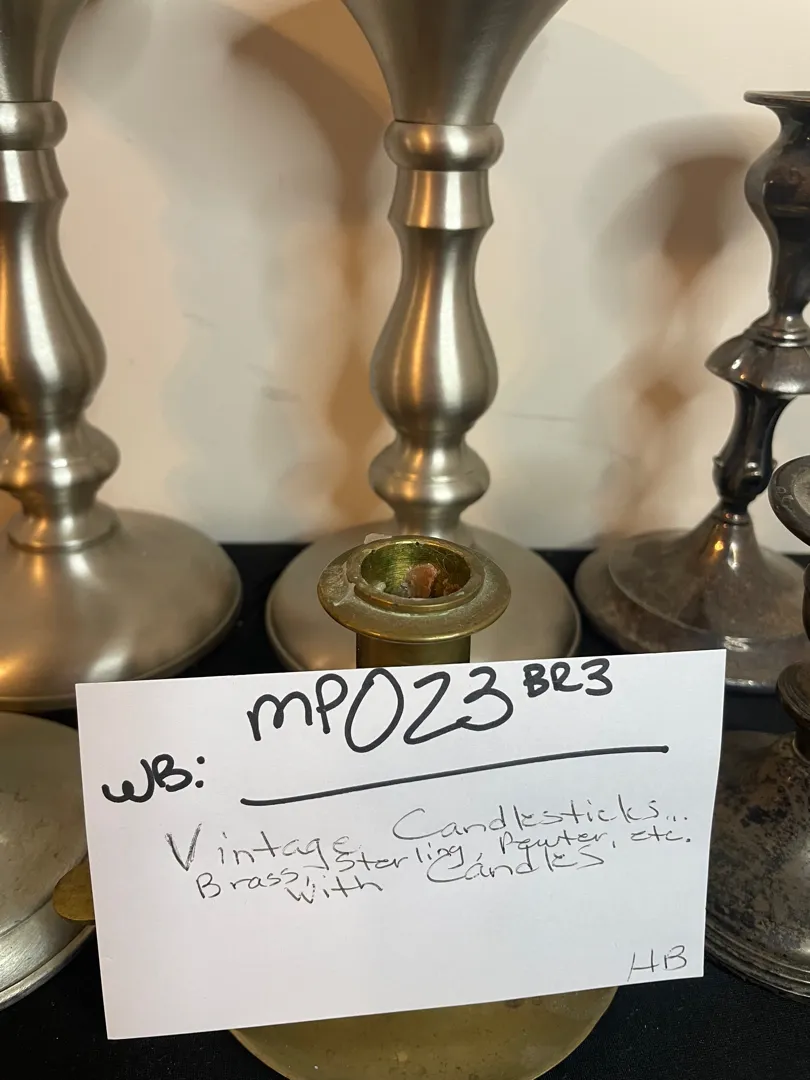 MP023 BR3
WB:
Vintage Candlesticks...
Brass, Sterling, Pewter, etc.
with Candles
HB